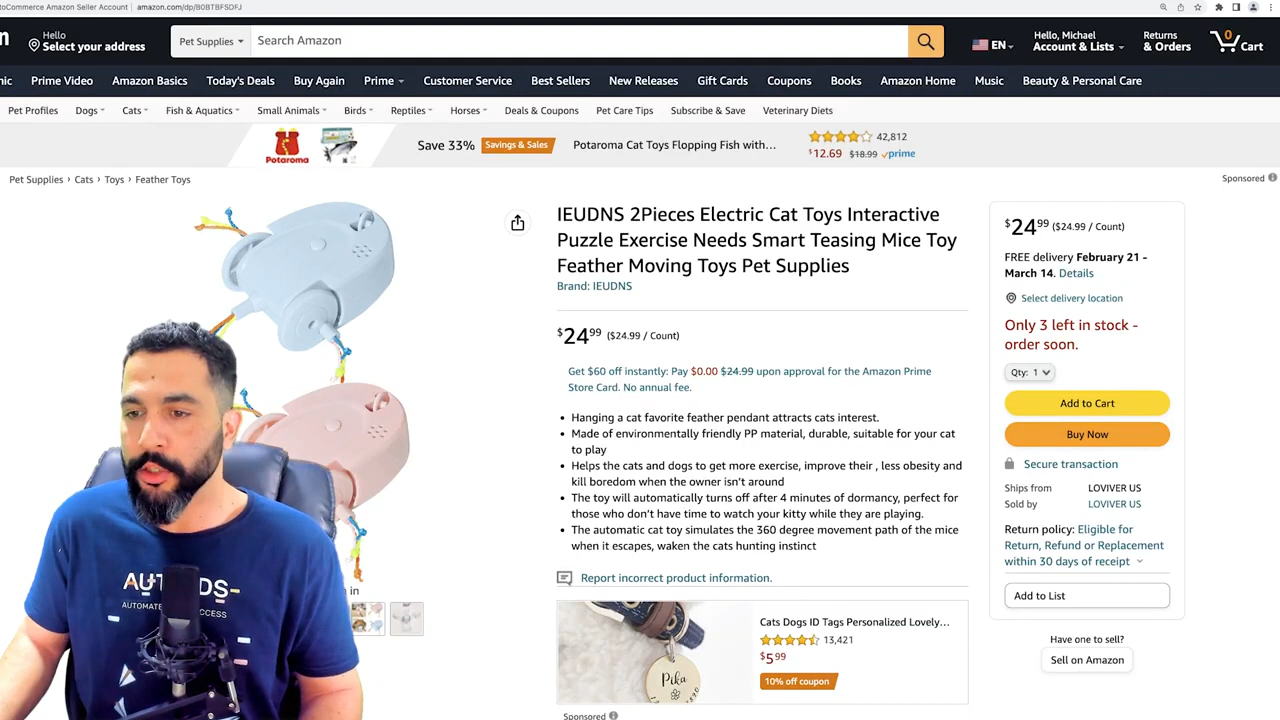 toCommerce Amazon Seller Account
amazon.com/dp/B0BTBFSDFJ
Hello
Select your address
Pet Supplies
Search Amazon
EN
Hello, Michael
Account & Lists
Returns
& Orders
0
Cart
Prime Video
Amazon Basics
Today's Deals
Buy Again
Prime
Customer Service
Best Sellers
New Releases
Gift Cards
Coupons
Books
Amazon Home
Music
Beauty & Personal Care
Pet Profiles
Dogs
Cats
Fish & Aquatics
Small Animals
Birds
Reptiles
Horses
Deals & Coupons
Pet Care Tips
Subscribe & Save
Veterinary Diets
POTAROMA
Save 33%
Savings & Sales
Potaroma Cat Toys Flopping Fish with...
42,812
$12.69 $18.99 prime
Sponsored
Pet Supplies › Cats › Toys › Feather Toys
IEUDNS 2Pieces Electric Cat Toys Interactive
Puzzle Exercise Needs Smart Teasing Mice Toy
Feather Moving Toys Pet Supplies
Brand: IEUDNS
$24.99 ($24.99 / Count)
Get $60 off instantly: Pay $0.00 $24.99 upon approval for the Amazon Prime
Store Card. No annual fee.
• Hanging a cat favorite feather pendant attracts cats interest.
• Made of environmentally friendly PP material, durable, suitable for your cat
to play
• Helps the cats and dogs to get more exercise, improve their , less obesity and
kill boredom when the owner isn't around
• The toy will automatically turns off after 4 minutes of dormancy, perfect for
those who don't have time to watch your kitty while they are playing.
• The automatic cat toy simulates the 360 degree movement path of the mice
when it escapes, waken the cats hunting instinct
Report incorrect product information.
Cats Dogs ID Tags Personalized Lovely...
13,421
$5.99
10% off coupon
Pika
Sponsored
$24.99 ($24.99 / Count)
FREE delivery February 21 -
March 14. Details
Select delivery location
Only 3 left in stock -
order soon.
Qty: 1
Add to Cart
Buy Now
Secure transaction
Ships from LOVIVER US
Sold by LOVIVER US
Return policy: Eligible for
Return, Refund or Replacement
within 30 days of receipt
Add to List
Have one to sell?
Sell on Amazon
in